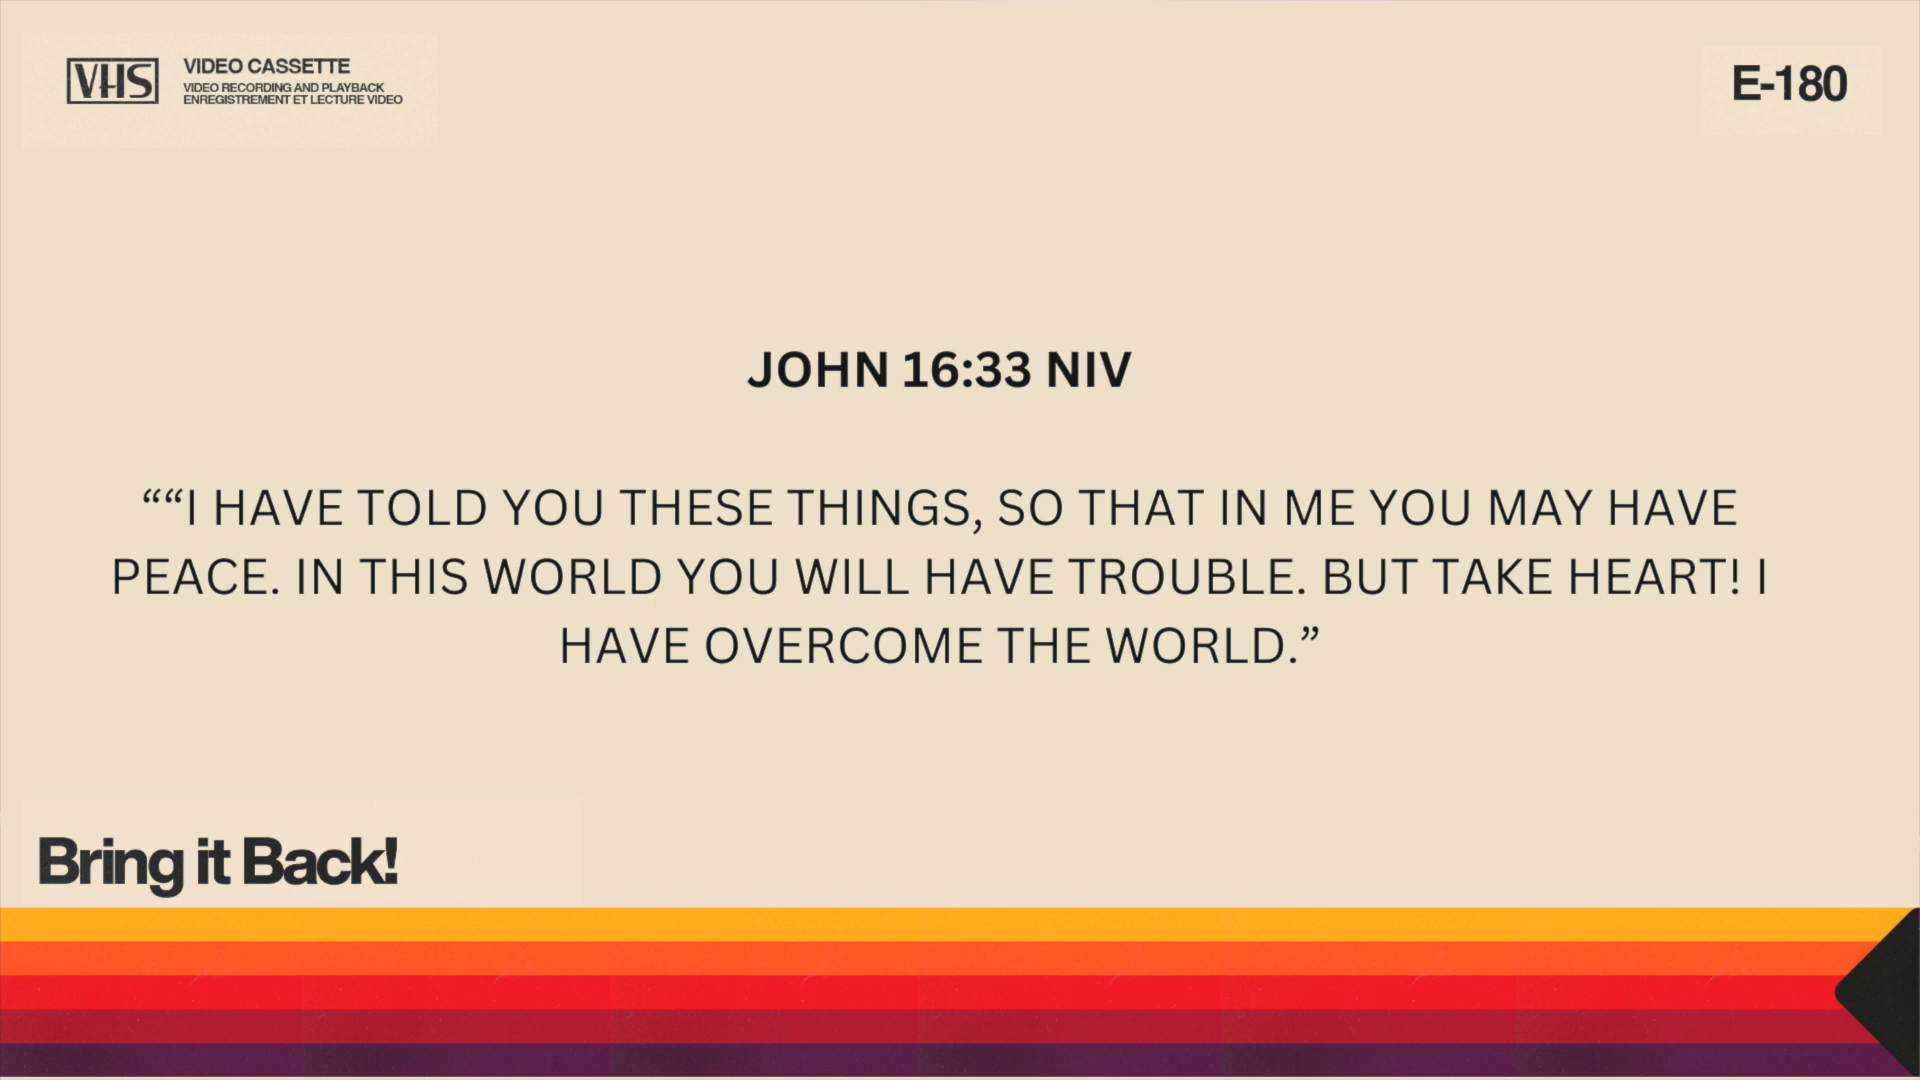 VHS
VIDEO CASSETTE
VIDEO RECORDING AND PLAYBACK
ENREGISTREMENT ET LECTURE VIDEO
E-180
JOHN 16:33 NIV
““I HAVE TOLD YOU THESE THINGS, SO THAT IN ME YOU MAY HAVE
PEACE. IN THIS WORLD YOU WILL HAVE TROUBLE. BUT TAKE HEART! I
HAVE OVERCOME THE WORLD.”
Bring it Back!